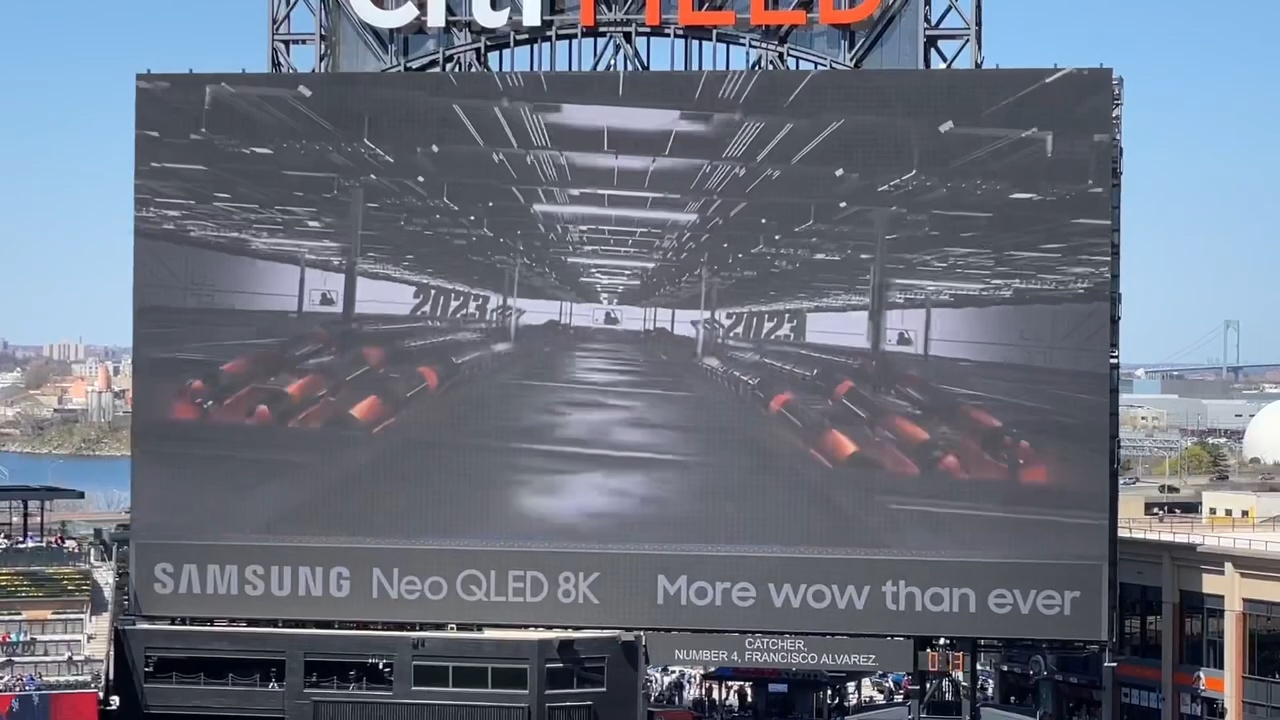 citi FIELD
2023 2023
SAMSUNG Neo QLED 8K More wow than ever
CATCHER,
NUMBER 4, FRANCISCO ALVAREZ.